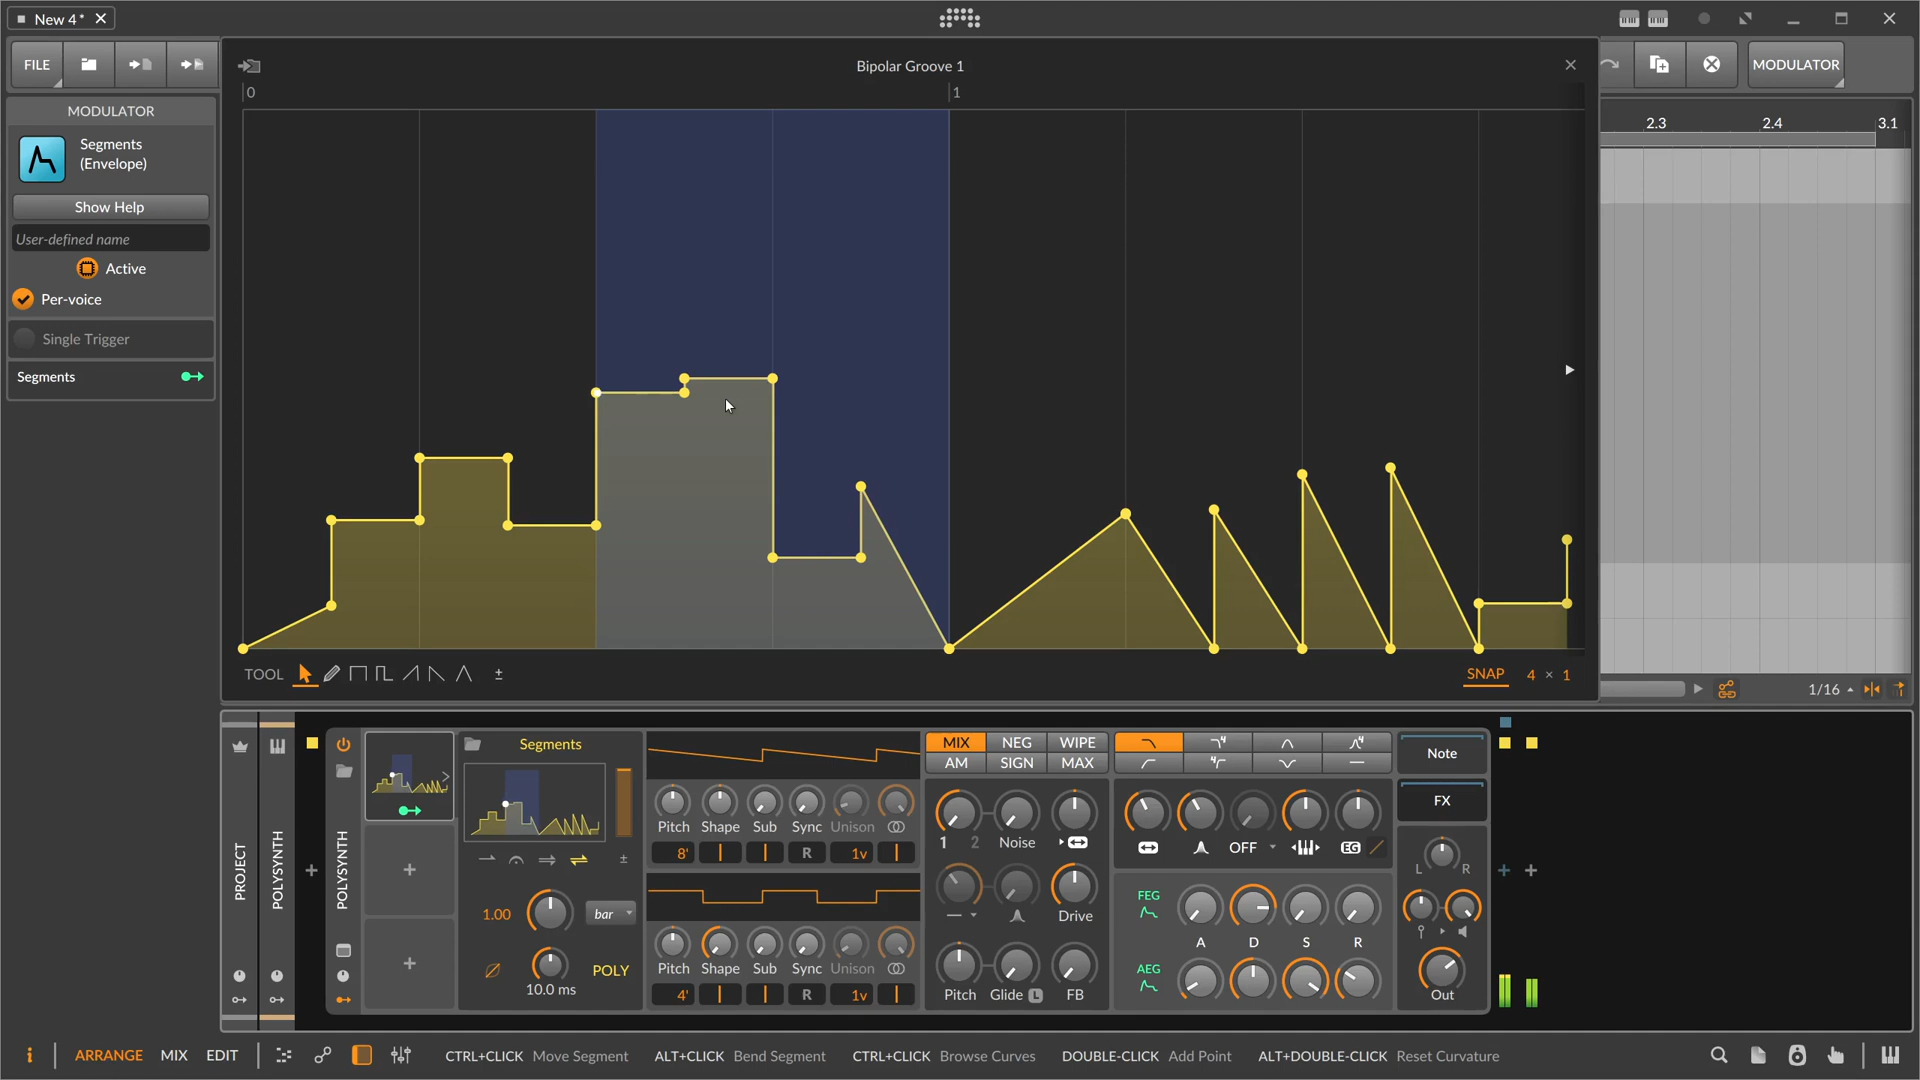 New 4*
FILE
MODULATOR
Bipolar Groove 1
0
1
MODULATOR
Segments
(Envelope)
Show Help
User-defined name
Active
Per-voice
Single Trigger
Segments
2.3
2.4
3.1
TOOL
±
SNAP 4 × 1
1/16
PROJECT
POLYSYNTH
POLYSYNTH
Segments
1.00
bar
10.0 ms
POLY
Pitch Shape Sub Sync Unison
8' R 1v
Pitch Shape Sub Sync Unison
4' R 1v
MIX NEG WIPE
AM SIGN MAX
1 2 Noise
Drive
Pitch Glide L FB
OFF EG
FEG
A D S R
AEG
Note
FX
L R
Out
i ARRANGE MIX EDIT
CTRL+CLICK Move Segment ALT+CLICK Bend Segment CTRL+CLICK Browse Curves DOUBLE-CLICK Add Point ALT+DOUBLE-CLICK Reset Curvature